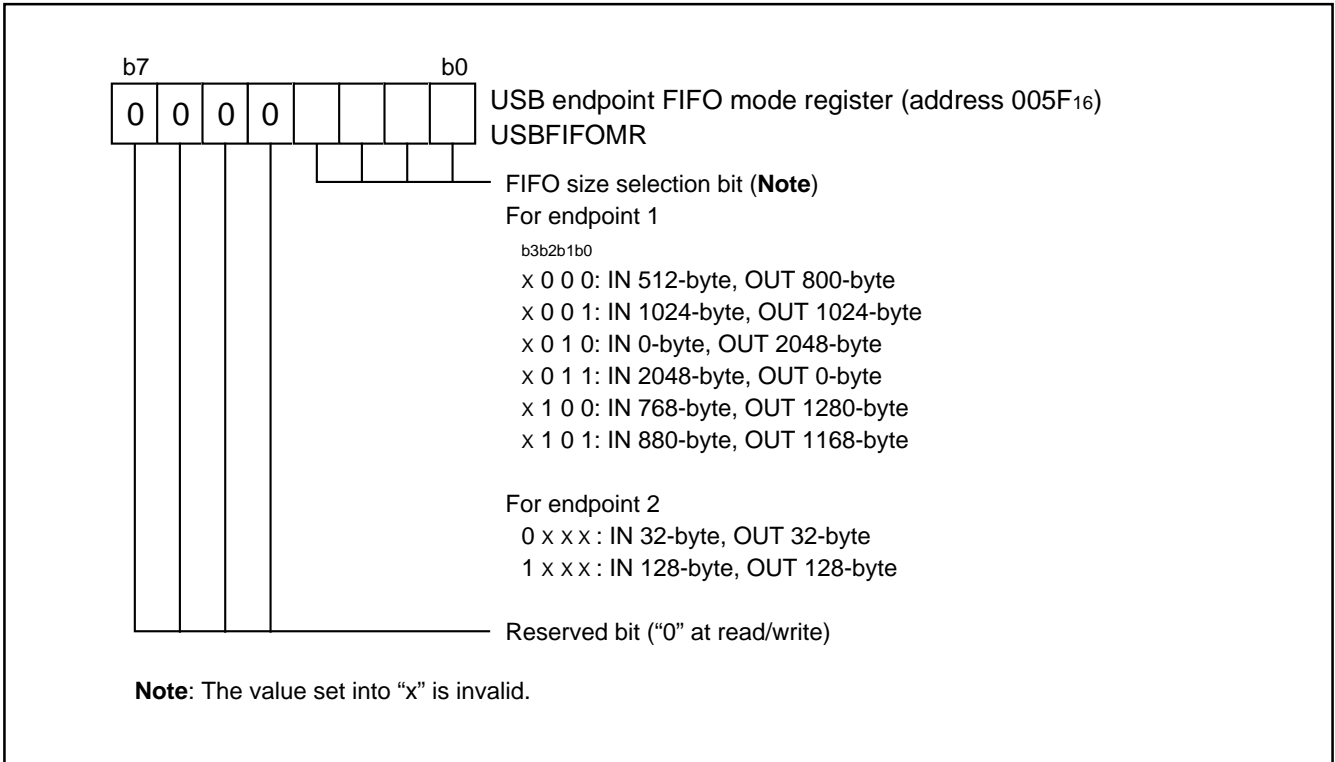 b7 b0
0 0 0 0 USB endpoint FIFO mode register (address 005F16)
USBFIFOMR
FIFO size selection bit (Note)
For endpoint 1
b3b2b1b0
x 0 0 0: IN 512-byte, OUT 800-byte
x 0 0 1: IN 1024-byte, OUT 1024-byte
x 0 1 0: IN 0-byte, OUT 2048-byte
x 0 1 1: IN 2048-byte, OUT 0-byte
x 1 0 0: IN 768-byte, OUT 1280-byte
x 1 0 1: IN 880-byte, OUT 1168-byte
For endpoint 2
0 x x x : IN 32-byte, OUT 32-byte
1 x x x : IN 128-byte, OUT 128-byte
Reserved bit (“0” at read/write)
Note: The value set into “x” is invalid.